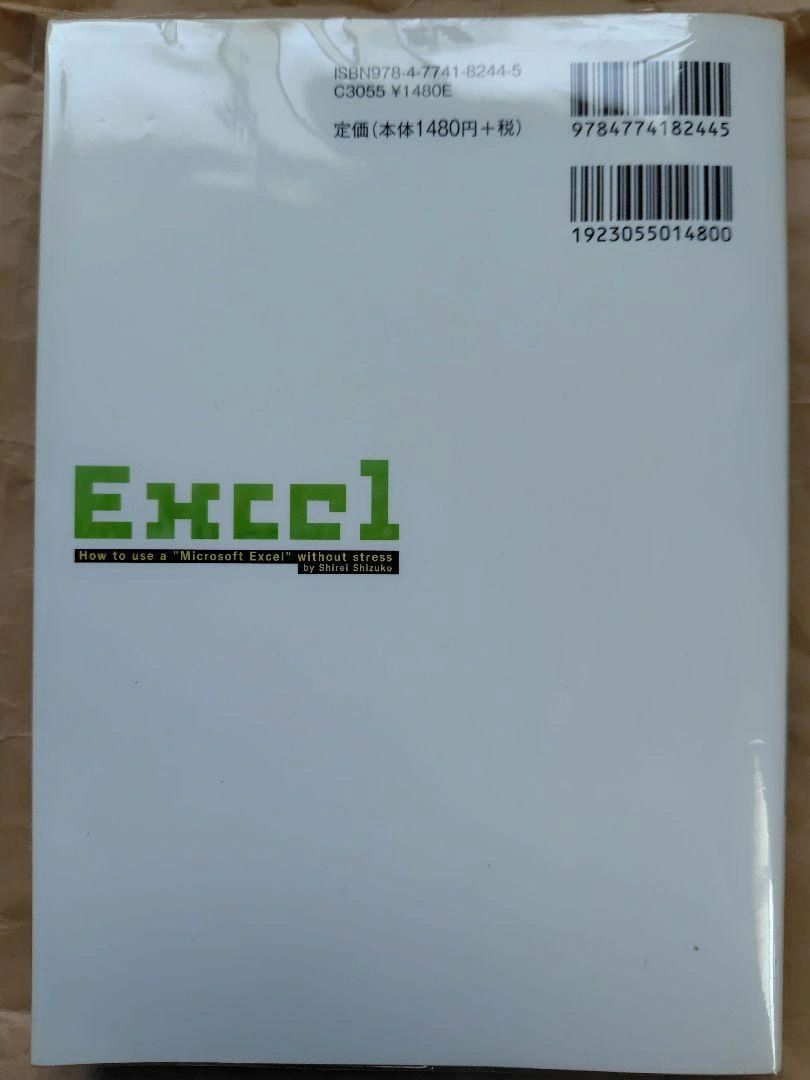 ISBN978-4-7741-8244-5
C3055 ¥1480E
定価(本体1480円+税)
9784774182445
1923055014800
Excel
How to use a "Microsoft Excel" without stress
by Shirei Shizuko